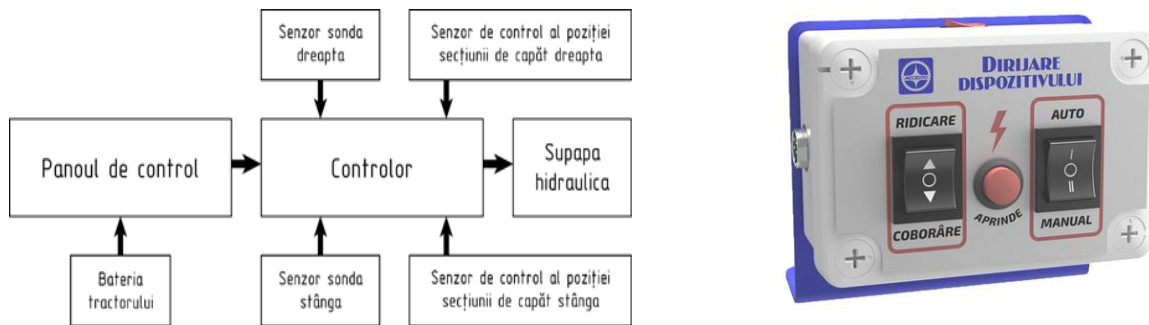 Senzor sonda
dreapta
Senzor de control al poziției
secțiunii de capăt dreapta
Panoul de control
Controlor
Supapa
hidraulica
Bateria
tractorului
Senzor sonda
stânga
Senzor de control al poziției
secțiunii de capăt stânga
DIRIJARE
DISPOZITIVULUI
RIDICARE
COBORÂRE
APRINDE
AUTO
I
II
MANUAL